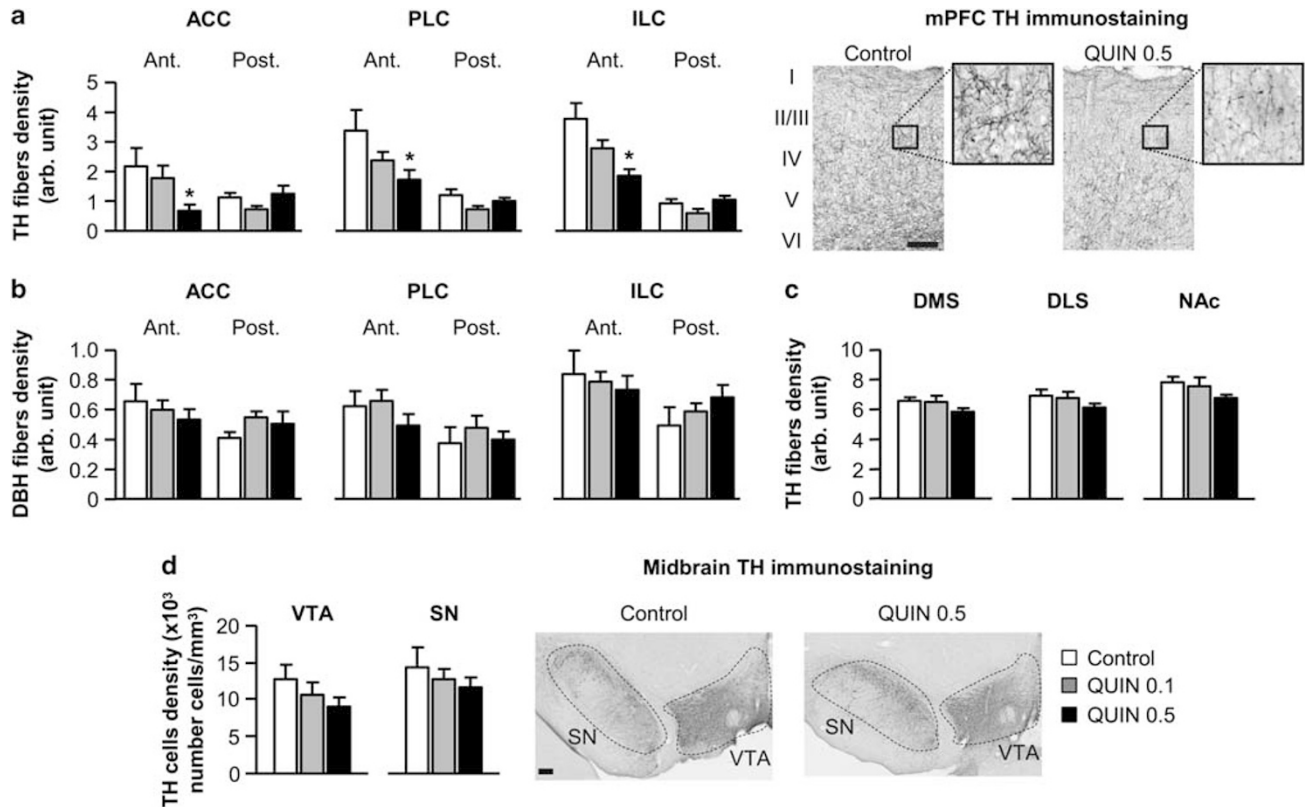 a
ACC
PLC
ILC
mPFC TH immunostaining
Ant. Post.
Ant. Post.
Ant. Post.
Control
QUIN 0.5
TH fibers density
(arb. unit)
5
4
3
2
1
0
*
*
*
I
II/III
IV
V
VI
b
ACC
PLC
ILC
Ant. Post.
Ant. Post.
Ant. Post.
DBH fibers density
(arb. unit)
1.0
0.8
0.6
0.4
0.2
0
c
DMS
DLS
NAc
TH fibers density
(arb. unit)
10
8
6
4
2
0
d
VTA
SN
TH cells density (x10³
number cells/mm³)
20
15
10
5
0
Midbrain TH immunostaining
Control
QUIN 0.5
SN
VTA
SN
VTA
Control
QUIN 0.1
QUIN 0.5